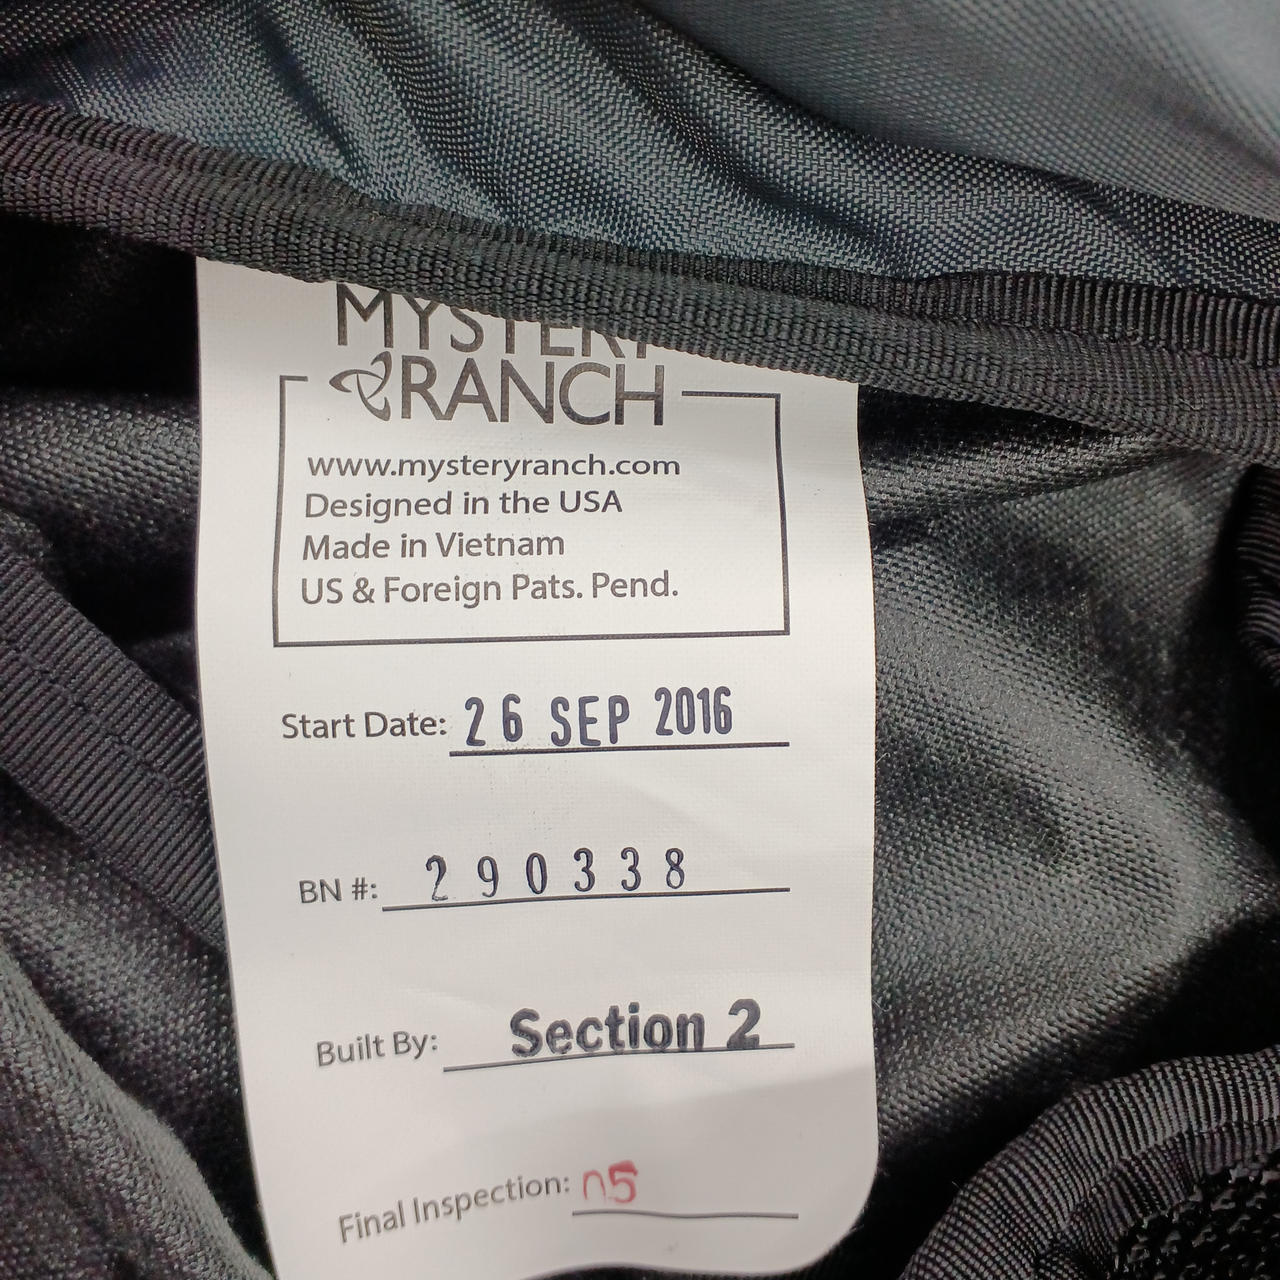 MYSTERY
RANCH
www.mysteryranch.com
Designed in the USA
Made in Vietnam
US & Foreign Pats. Pend.
Start Date: 26 SEP 2016
BN #: 290338
Built By: Section 2
Final Inspection: 05